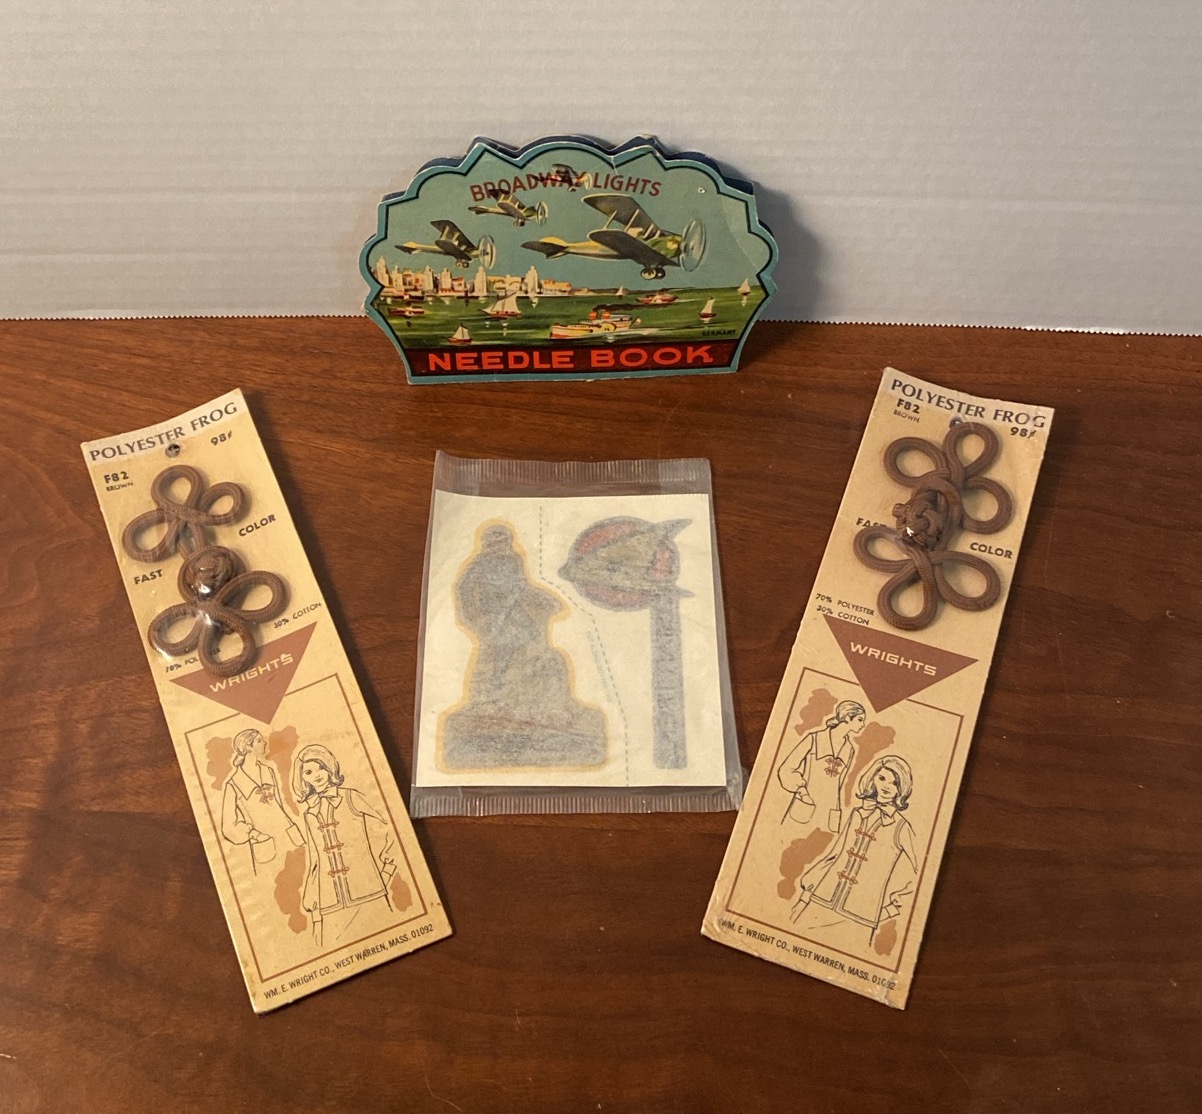 BROADWAY LIGHTS
GERMANY
NEEDLE BOOK
POLYESTER FROG
98¢
F82
BROWN
FAST
COLOR
30% COTTON
WRIGHTS
WM. E. WRIGHT CO., WEST WARREN, MASS. 01092
POLYESTER FROG
F82
BROWN
98¢
FAST
COLOR
70% POLYESTER
30% COTTON
WRIGHTS
WM. E. WRIGHT CO., WEST WARREN, MASS. 01092